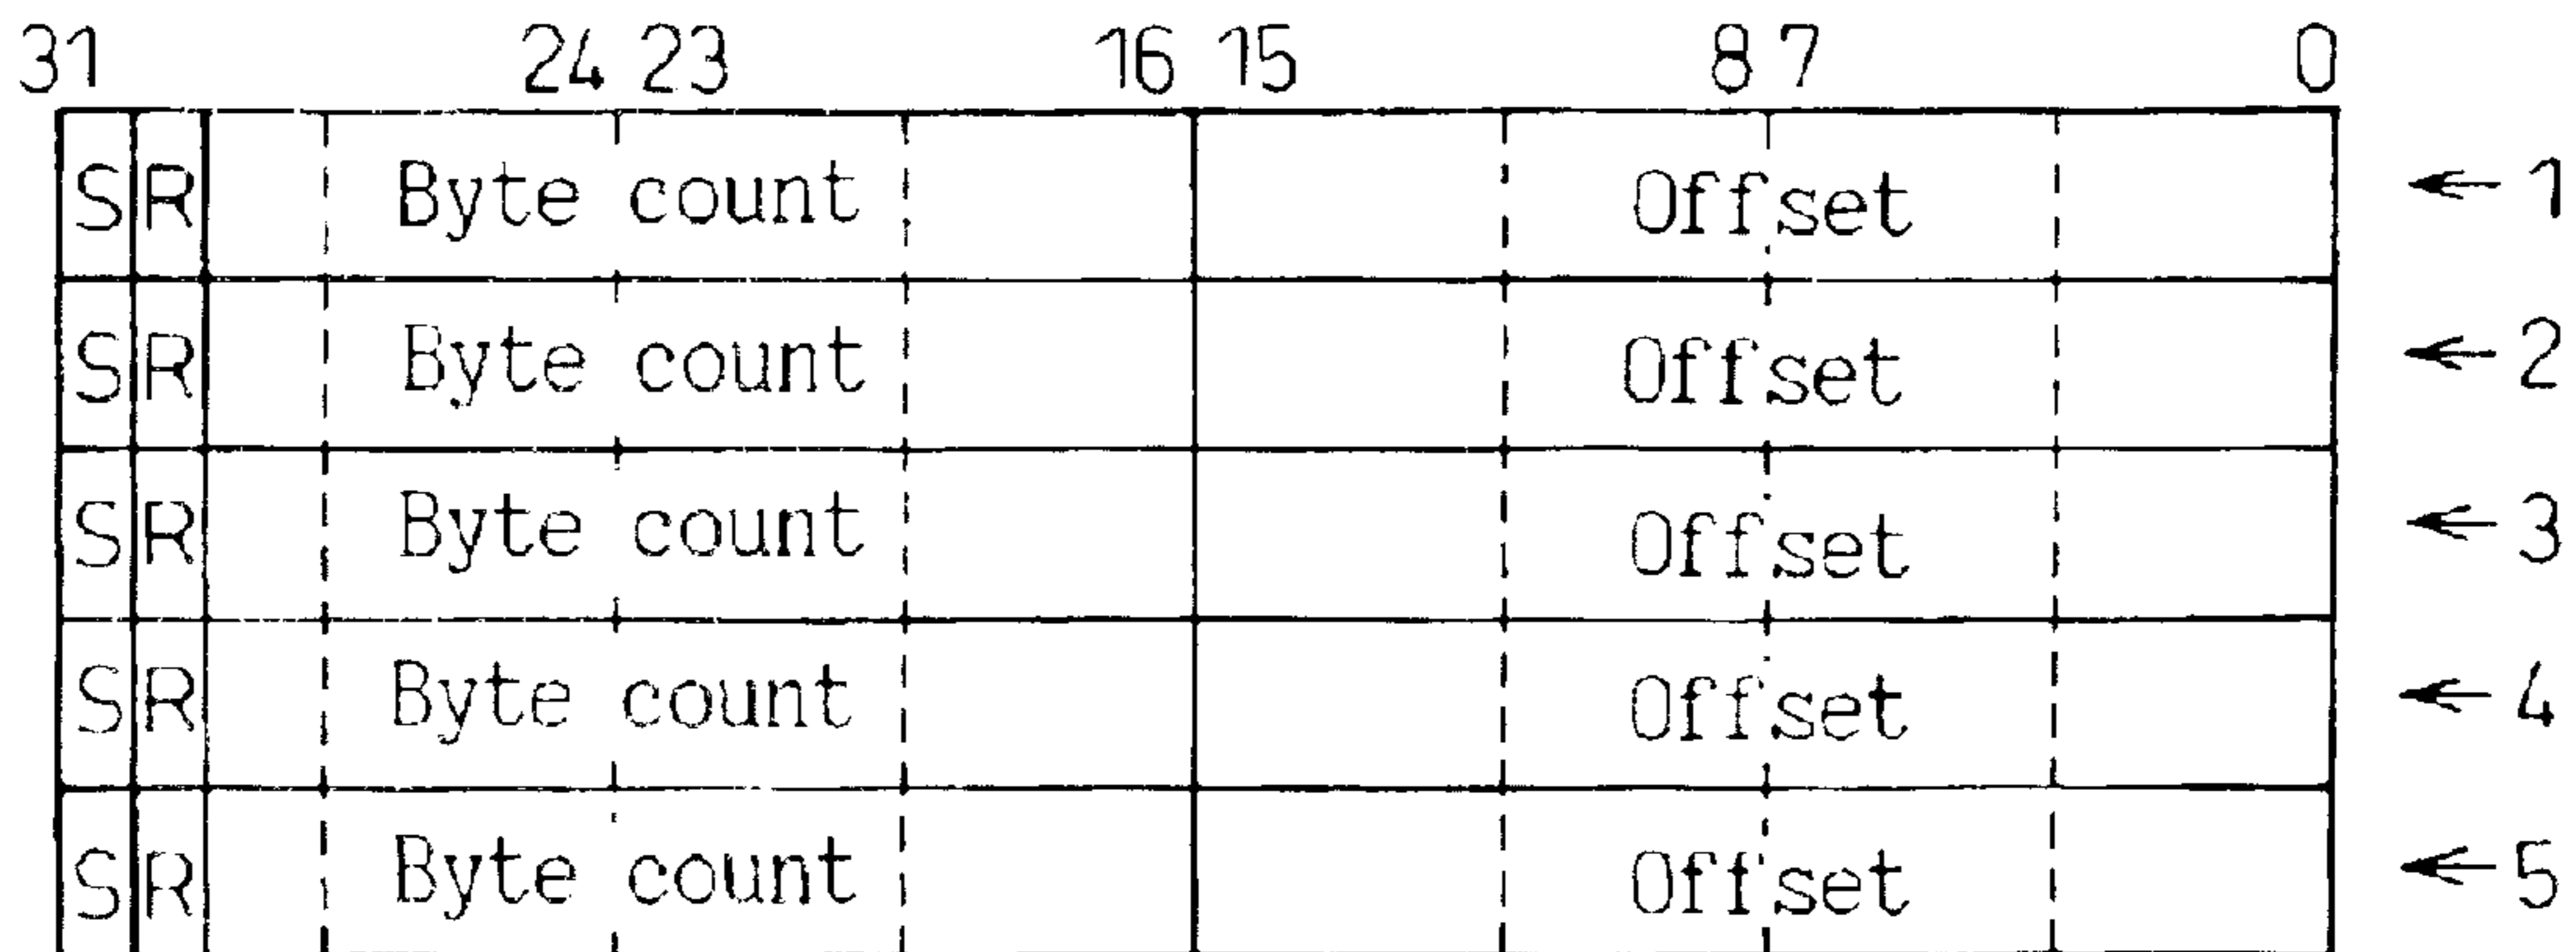 31 24 23 16 15 8 7 0
S R Byte count Offset ← 1
S R Byte count Offset ← 2
S R Byte count Offset ← 3
S R Byte count Offset ← 4
S R Byte count Offset ← 5